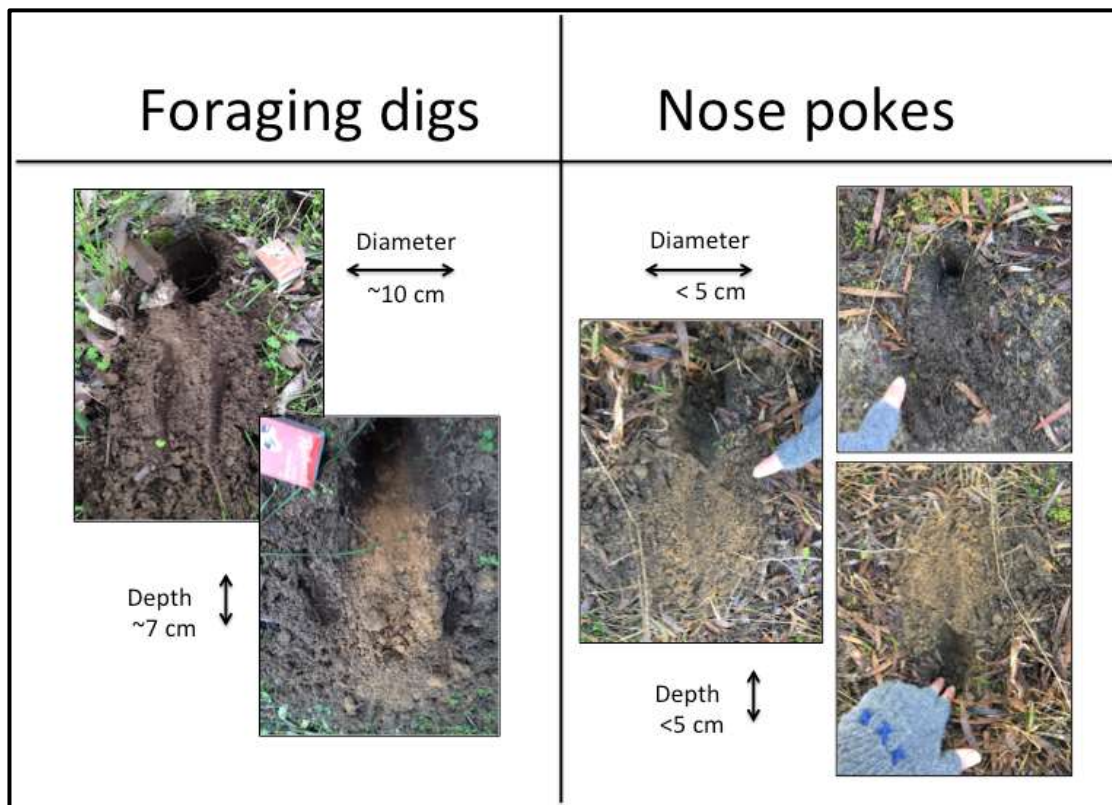 Foraging digs
Nose pokes
Diameter
~10 cm
Depth
~7 cm
Diameter
< 5 cm
Depth
<5 cm